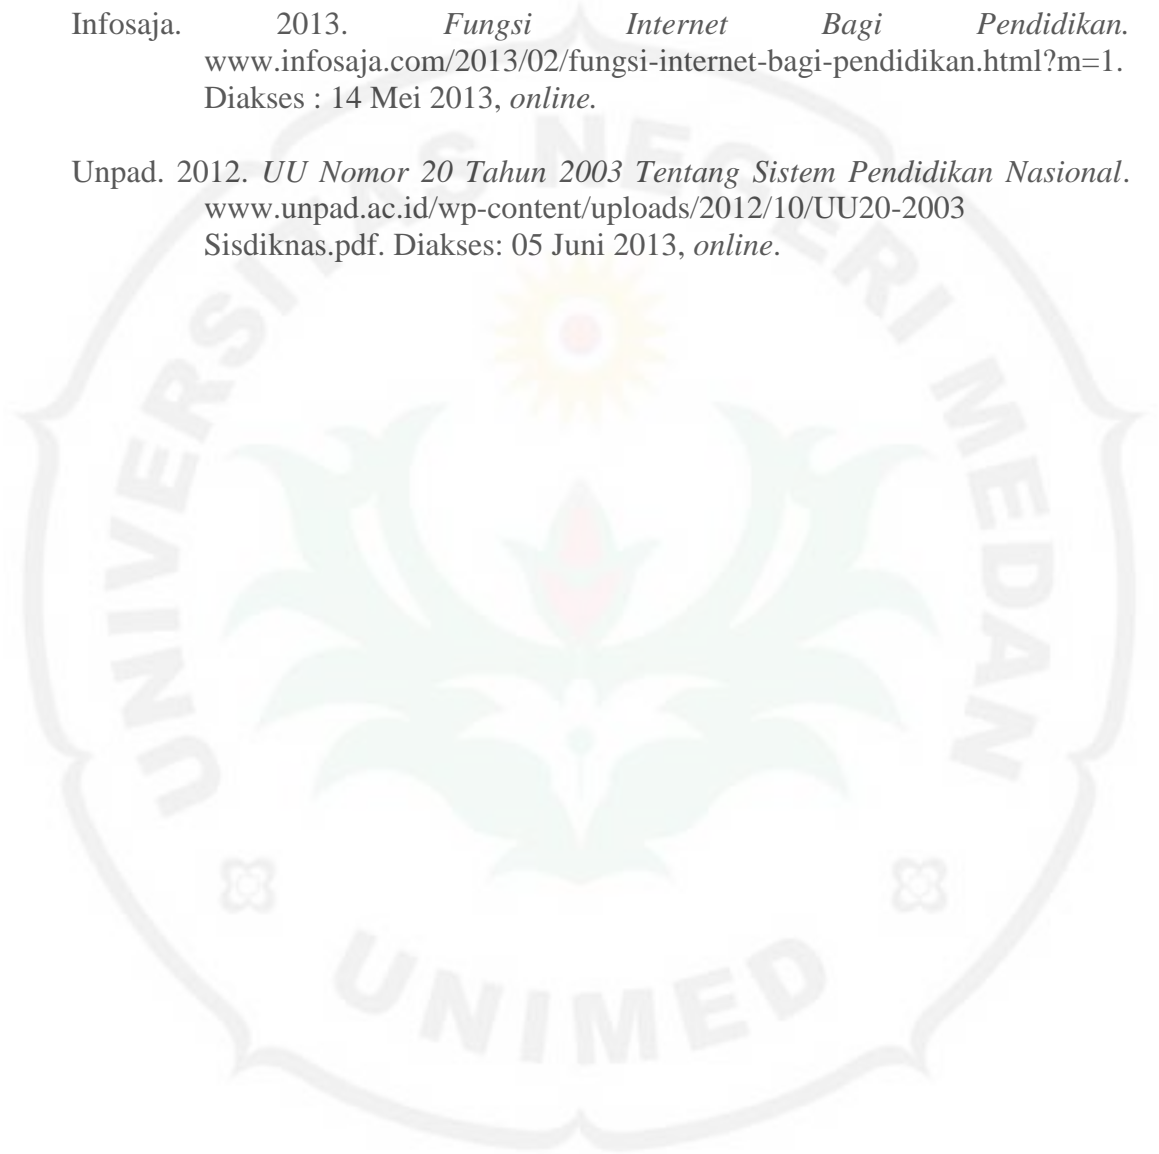 Infosaja. 2013. Fungsi Internet Bagi Pendidikan.
www.infosaja.com/2013/02/fungsi-internet-bagi-pendidikan.html?m=1.
Diakses : 14 Mei 2013, online.
Unpad. 2012. UU Nomor 20 Tahun 2003 Tentang Sistem Pendidikan Nasional.
www.unpad.ac.id/wp-content/uploads/2012/10/UU20-2003
Sisdiknas.pdf. Diakses: 05 Juni 2013, online.
UNIVERSITAS NEGERI MEDAN
UNIMED